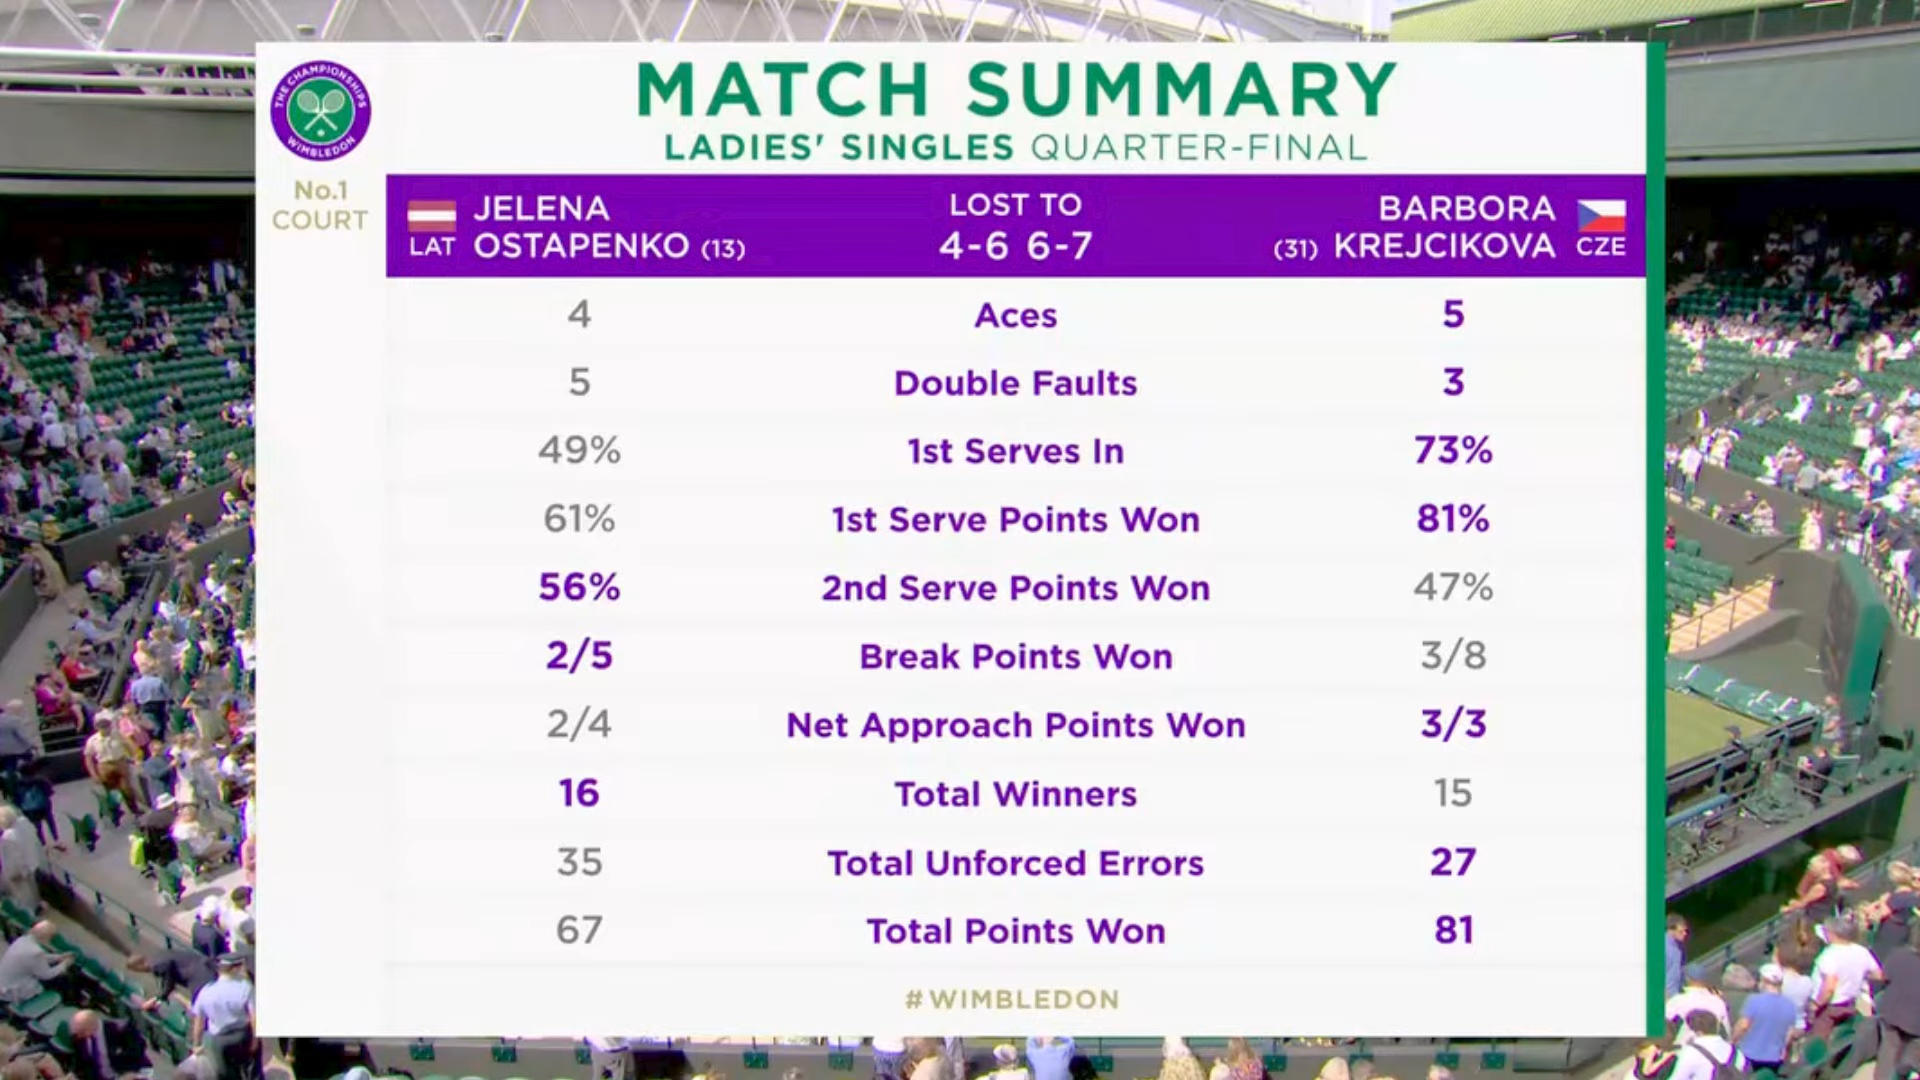 THE CHAMPIONSHIPS
WIMBLEDON
No.1
COURT
MATCH SUMMARY
LADIES' SINGLES QUARTER-FINAL
JELENA
LAT OSTAPENKO (13)
LOST TO
4-6 6-7
BARBORA
(31) KREJCIKOVA CZE
4 Aces 5
5 Double Faults 3
49% 1st Serves In 73%
61% 1st Serve Points Won 81%
56% 2nd Serve Points Won 47%
2/5 Break Points Won 3/8
2/4 Net Approach Points Won 3/3
16 Total Winners 15
35 Total Unforced Errors 27
67 Total Points Won 81
#WIMBLEDON